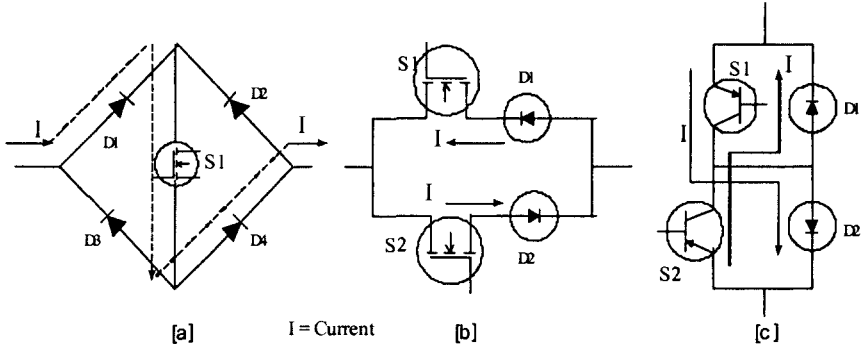 I
D1
D2
S1
I
D3
D4
[a]
I = Current
S1
D1
I
I
S2
D2
[b]
S1
I
D1
I
S2
D2
[c]